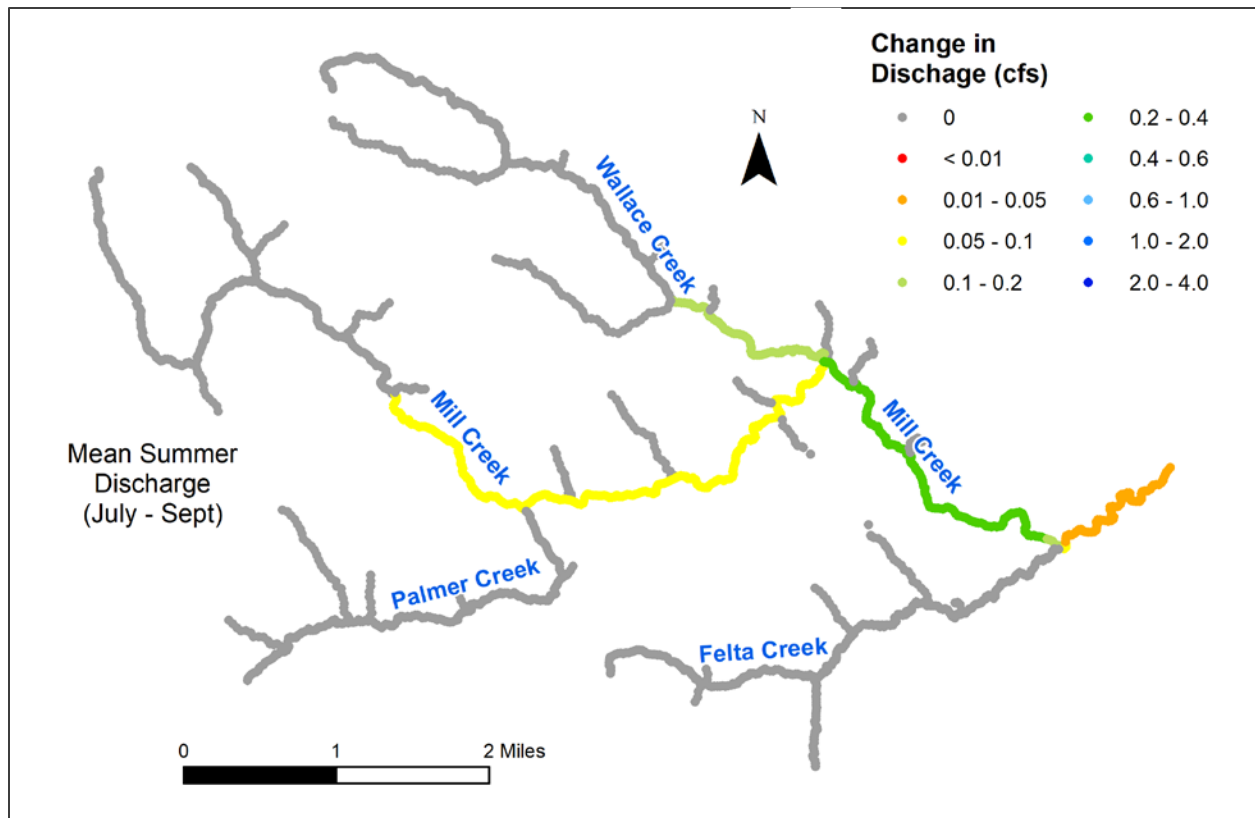 Change in
Dischage (cfs)
0
< 0.01
0.01 - 0.05
0.05 - 0.1
0.1 - 0.2
0.2 - 0.4
0.4 - 0.6
0.6 - 1.0
1.0 - 2.0
2.0 - 4.0
N
Wallace Creek
Mill Creek
Mill Creek
Mean Summer
Discharge
(July - Sept)
Palmer Creek
Felta Creek
0 1 2 Miles